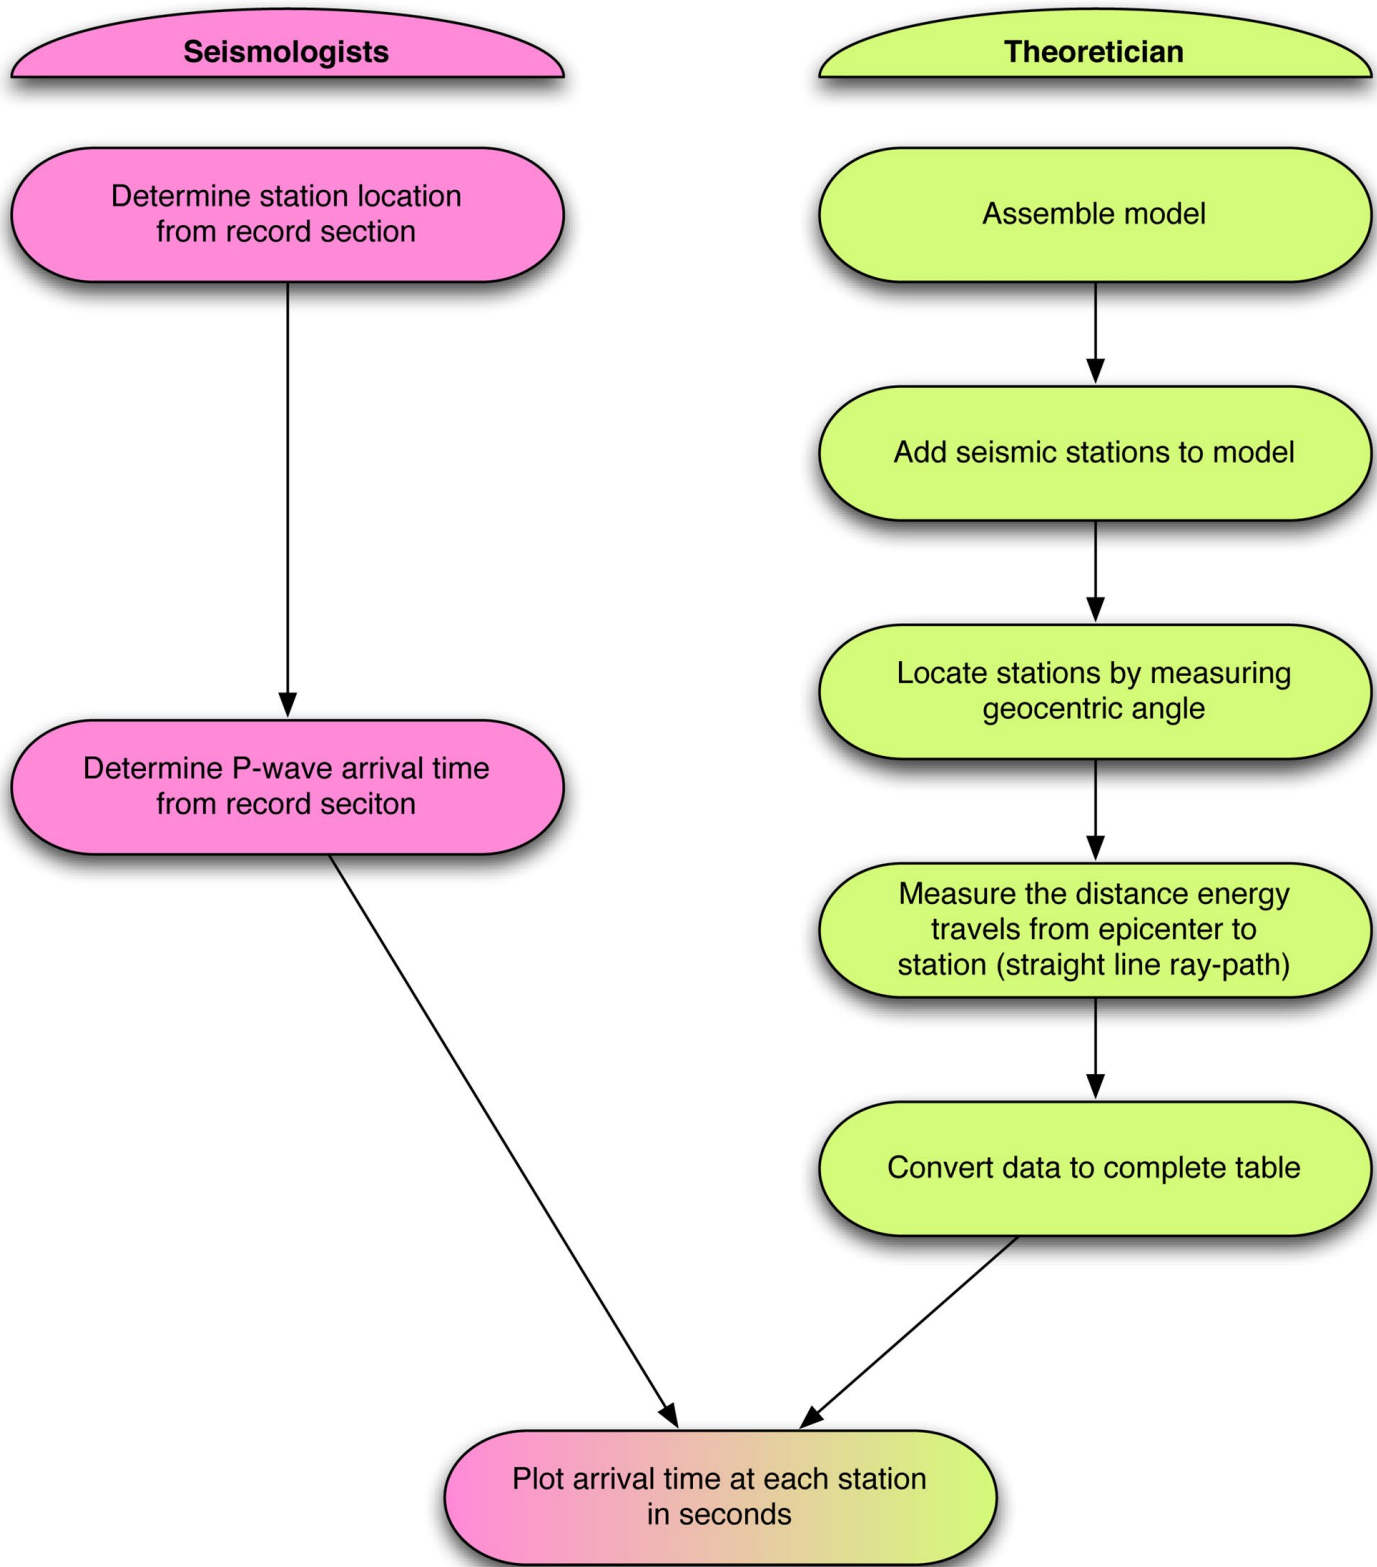 Seismologists
Determine station location
from record section
Determine P-wave arrival time
from record seciton
Theoretician
Assemble model
Add seismic stations to model
Locate stations by measuring
geocentric angle
Measure the distance energy
travels from epicenter to
station (straight line ray-path)
Convert data to complete table
Plot arrival time at each station
in seconds